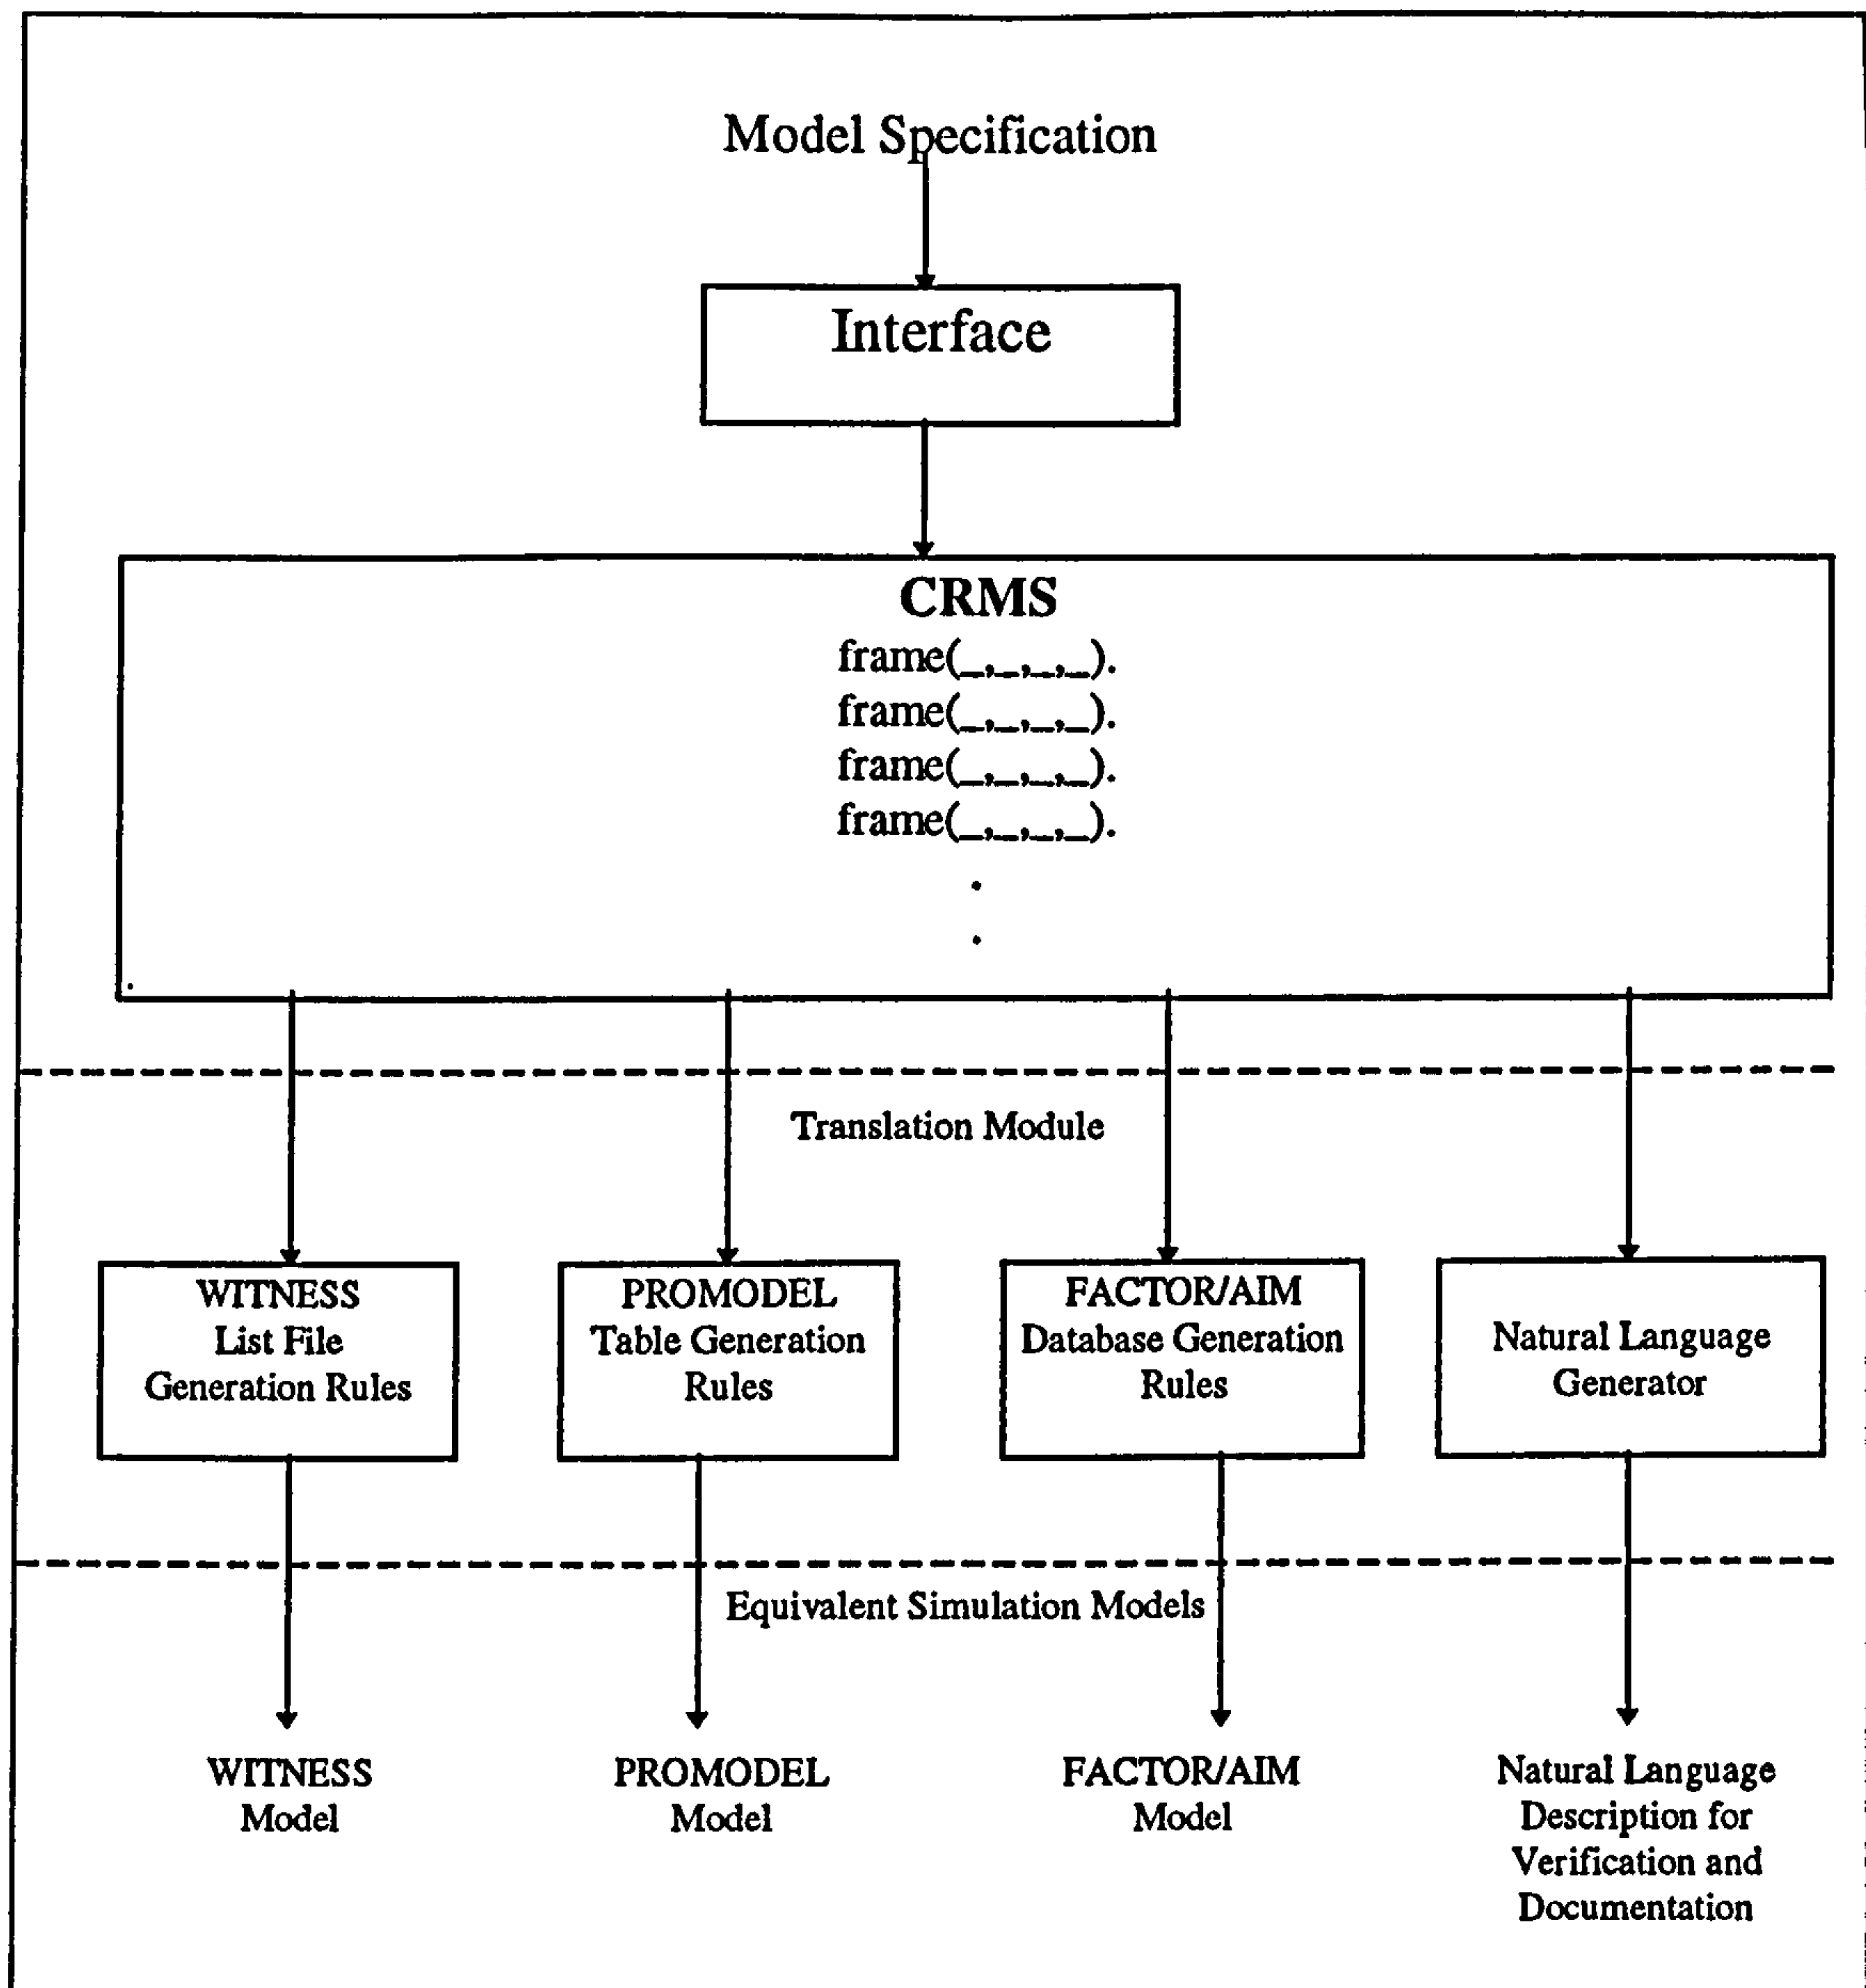 Model Specification
Interface
CRMS
frame(_,_,_,_).
frame(_,_,_,_).
frame(_,_,_,_).
frame(_,_,_,_).
.
.
.
Translation Module
WITNESS
List File
Generation Rules
PROMODEL
Table Generation
Rules
FACTOR/AIM
Database Generation
Rules
Natural Language
Generator
Equivalent Simulation Models
WITNESS
Model
PROMODEL
Model
FACTOR/AIM
Model
Natural Language
Description for
Verification and
Documentation